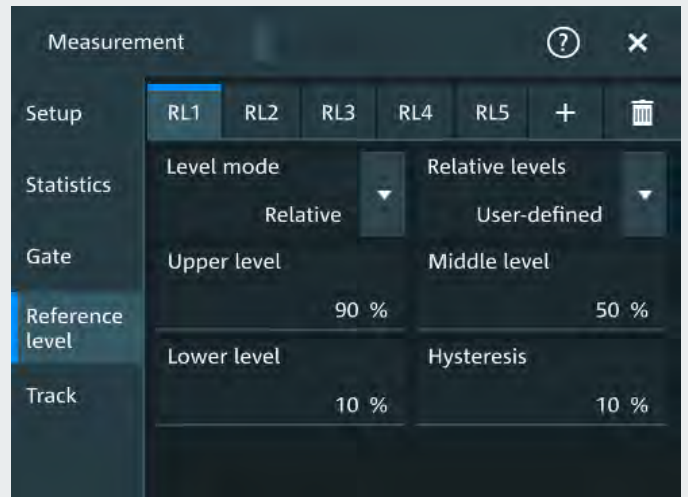 Measurement
?
Setup
RL1 RL2 RL3 RL4 RL5 +
Statistics
Level mode
Relative
Relative levels
User-defined
Gate
Upper level
90 %
Middle level
50 %
Reference
level
Lower level
10 %
Hysteresis
10 %
Track